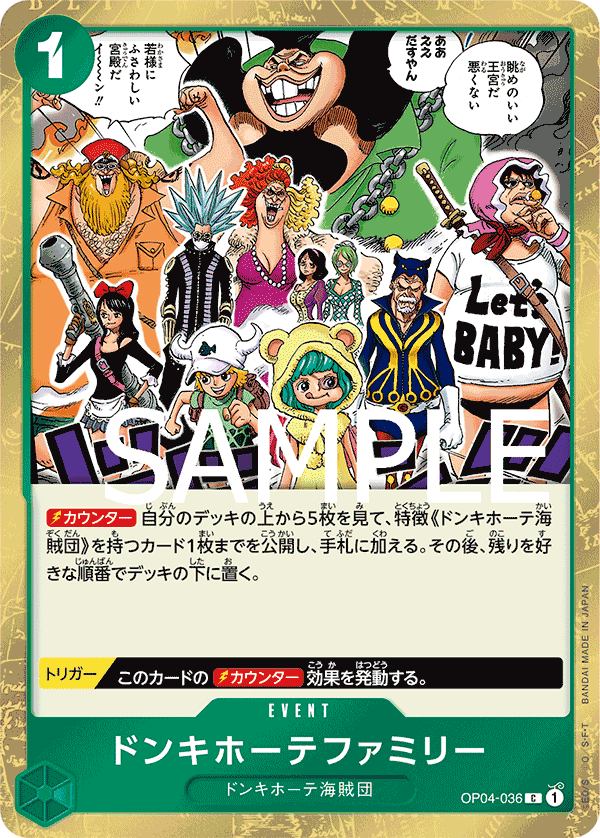 1
若様に
ふさわしい
宮殿だ
イ〜〜ン!!
ああ
ええ
だすやん
眺めのいい
王宮だ
悪くない
Let's
BABY!
SAMPLE
カウンター 自分のデッキの上から5枚を見て、特徴《ドンキホーテ海
賊団》を持つカード1枚までを公開し、手札に加える。その後、残りを好
きな順番でデッキの下に置く。
トリガー このカードの カウンター 効果を発動する。
EVENT
ドンキホーテファミリー
ドンキホーテ海賊団
OP04-036 C 1
BANDAI MADE IN JAPAN